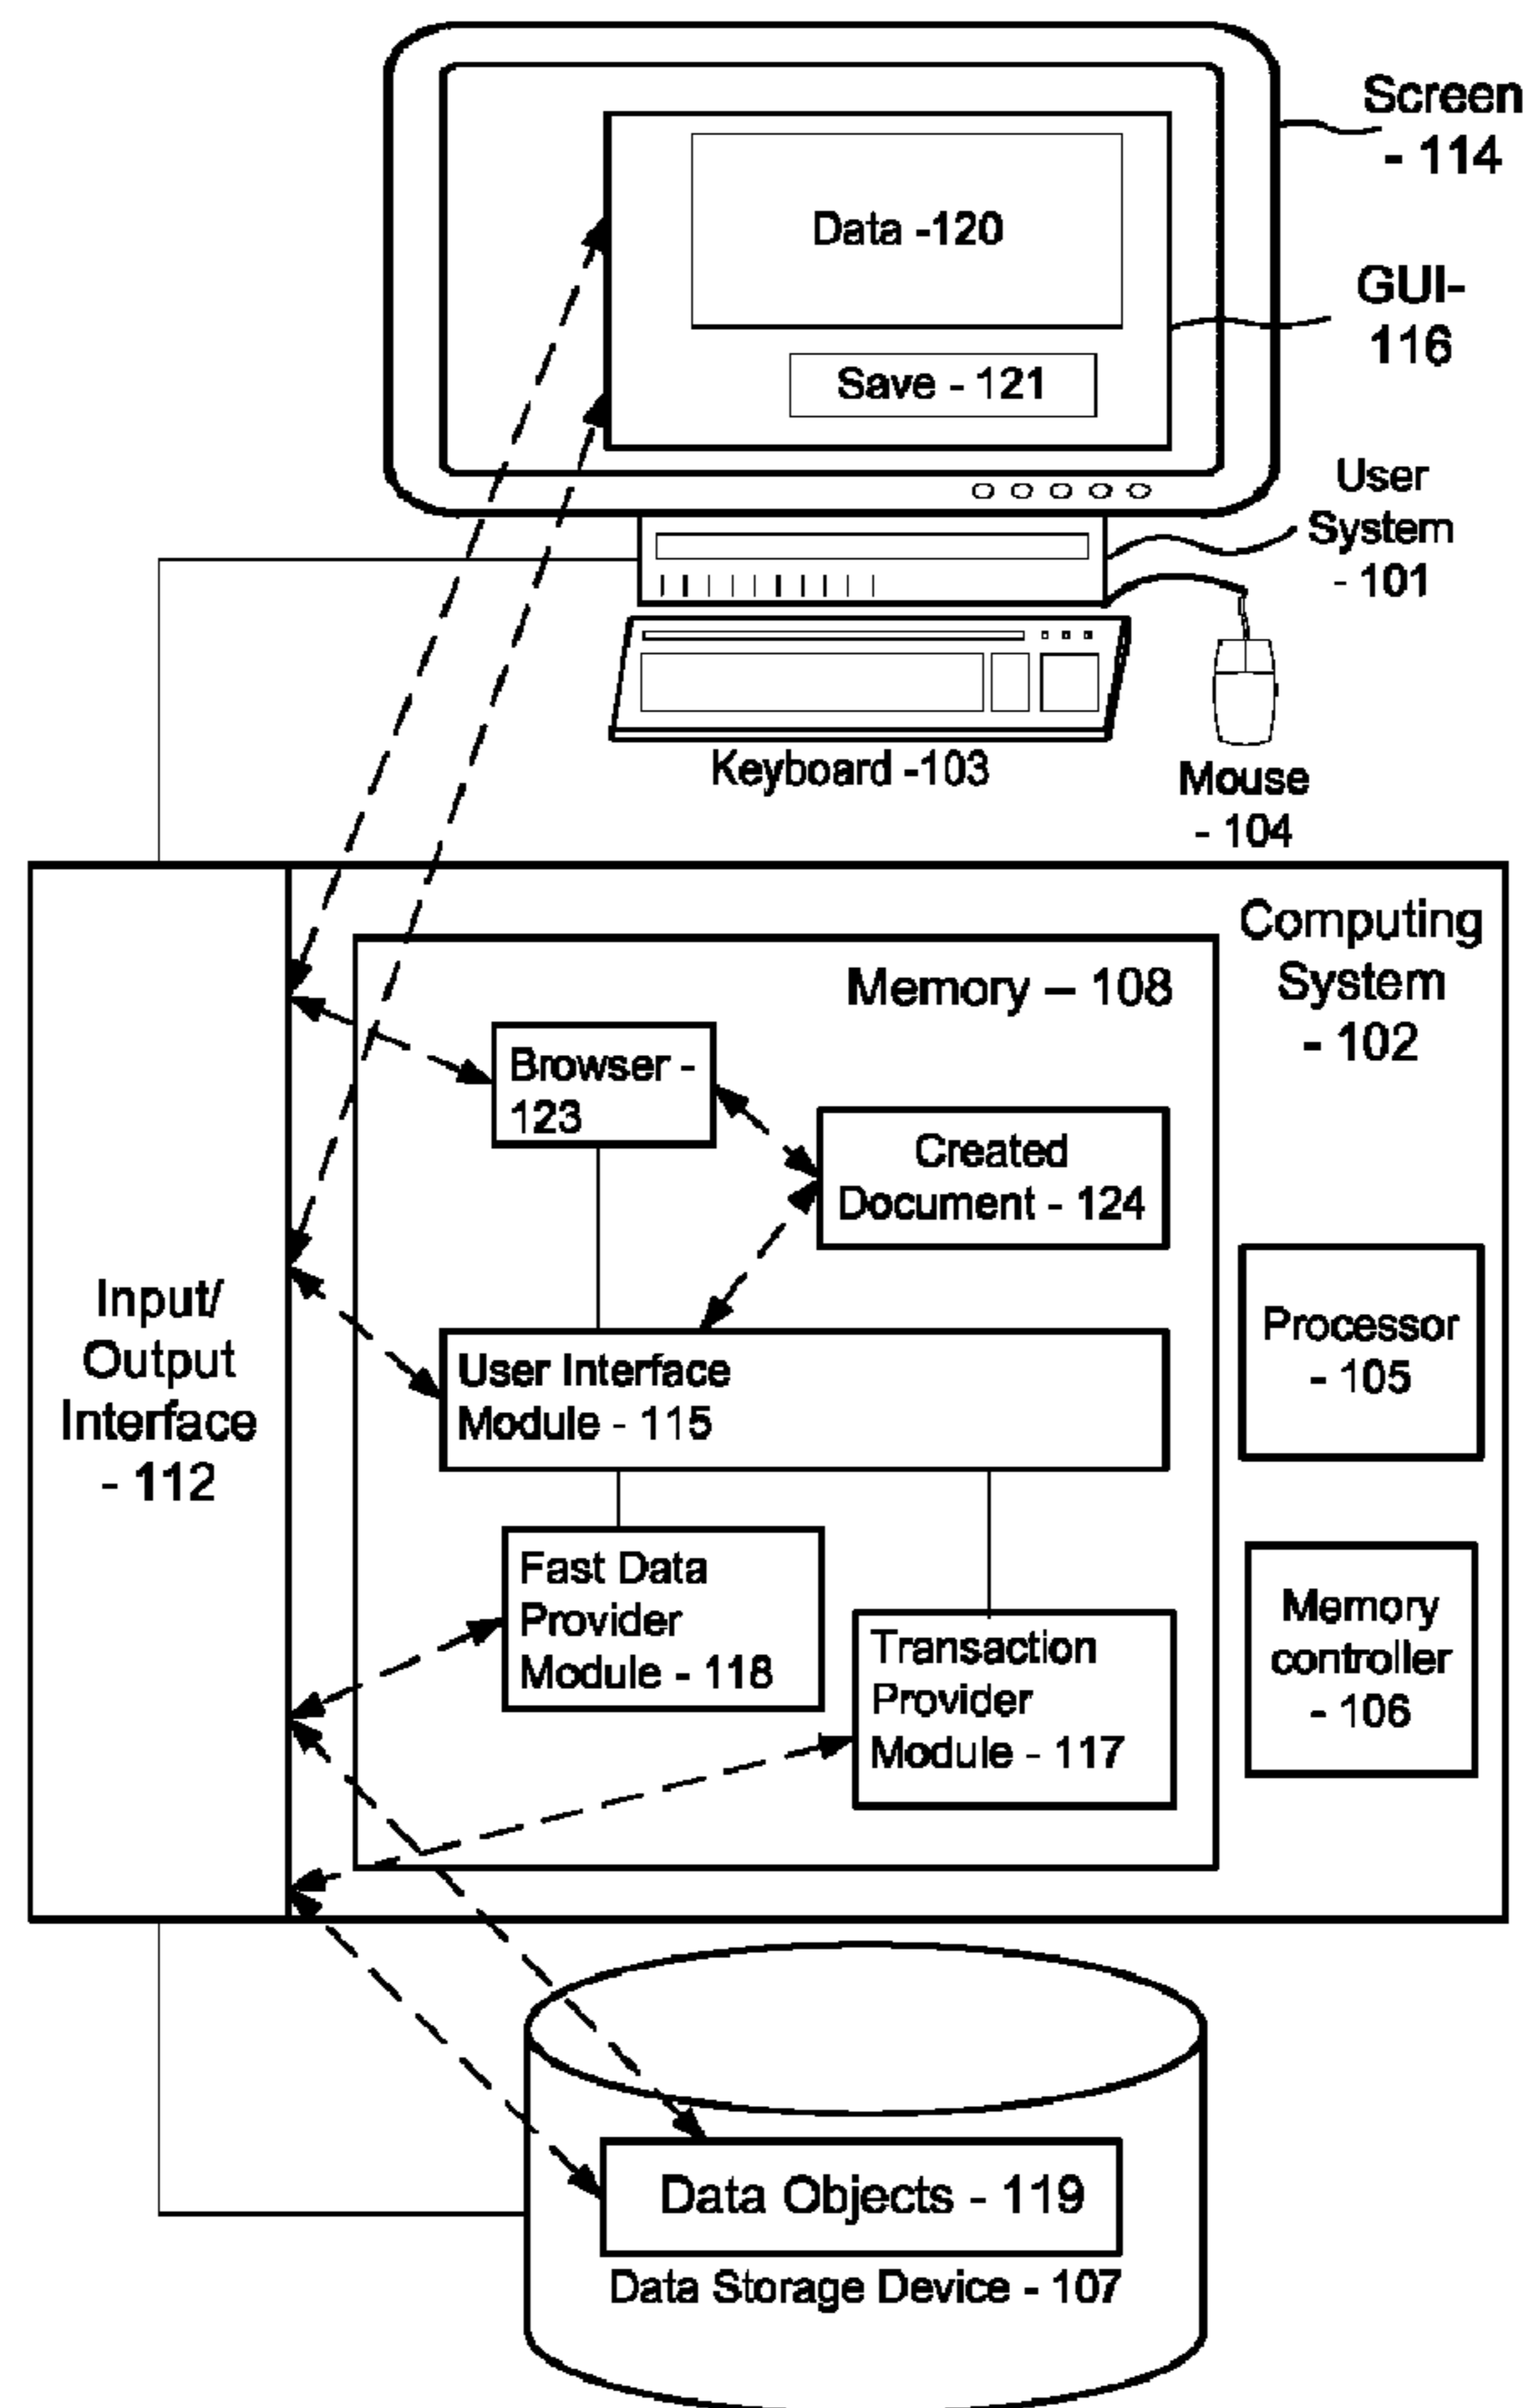 Screen
- 114
Data -120
GUI-
116
Save - 121
User
System
- 101
Keyboard -103
Mouse
- 104
Computing
System
- 102
Memory – 108
Browser -
123
Created
Document - 124
Input/
Output
Interface
- 112
Processor
- 105
User Interface
Module - 115
Fast Data
Provider
Module - 118
Transaction
Provider
Module - 117
Memory
controller
- 106
Data Objects - 119
Data Storage Device - 107